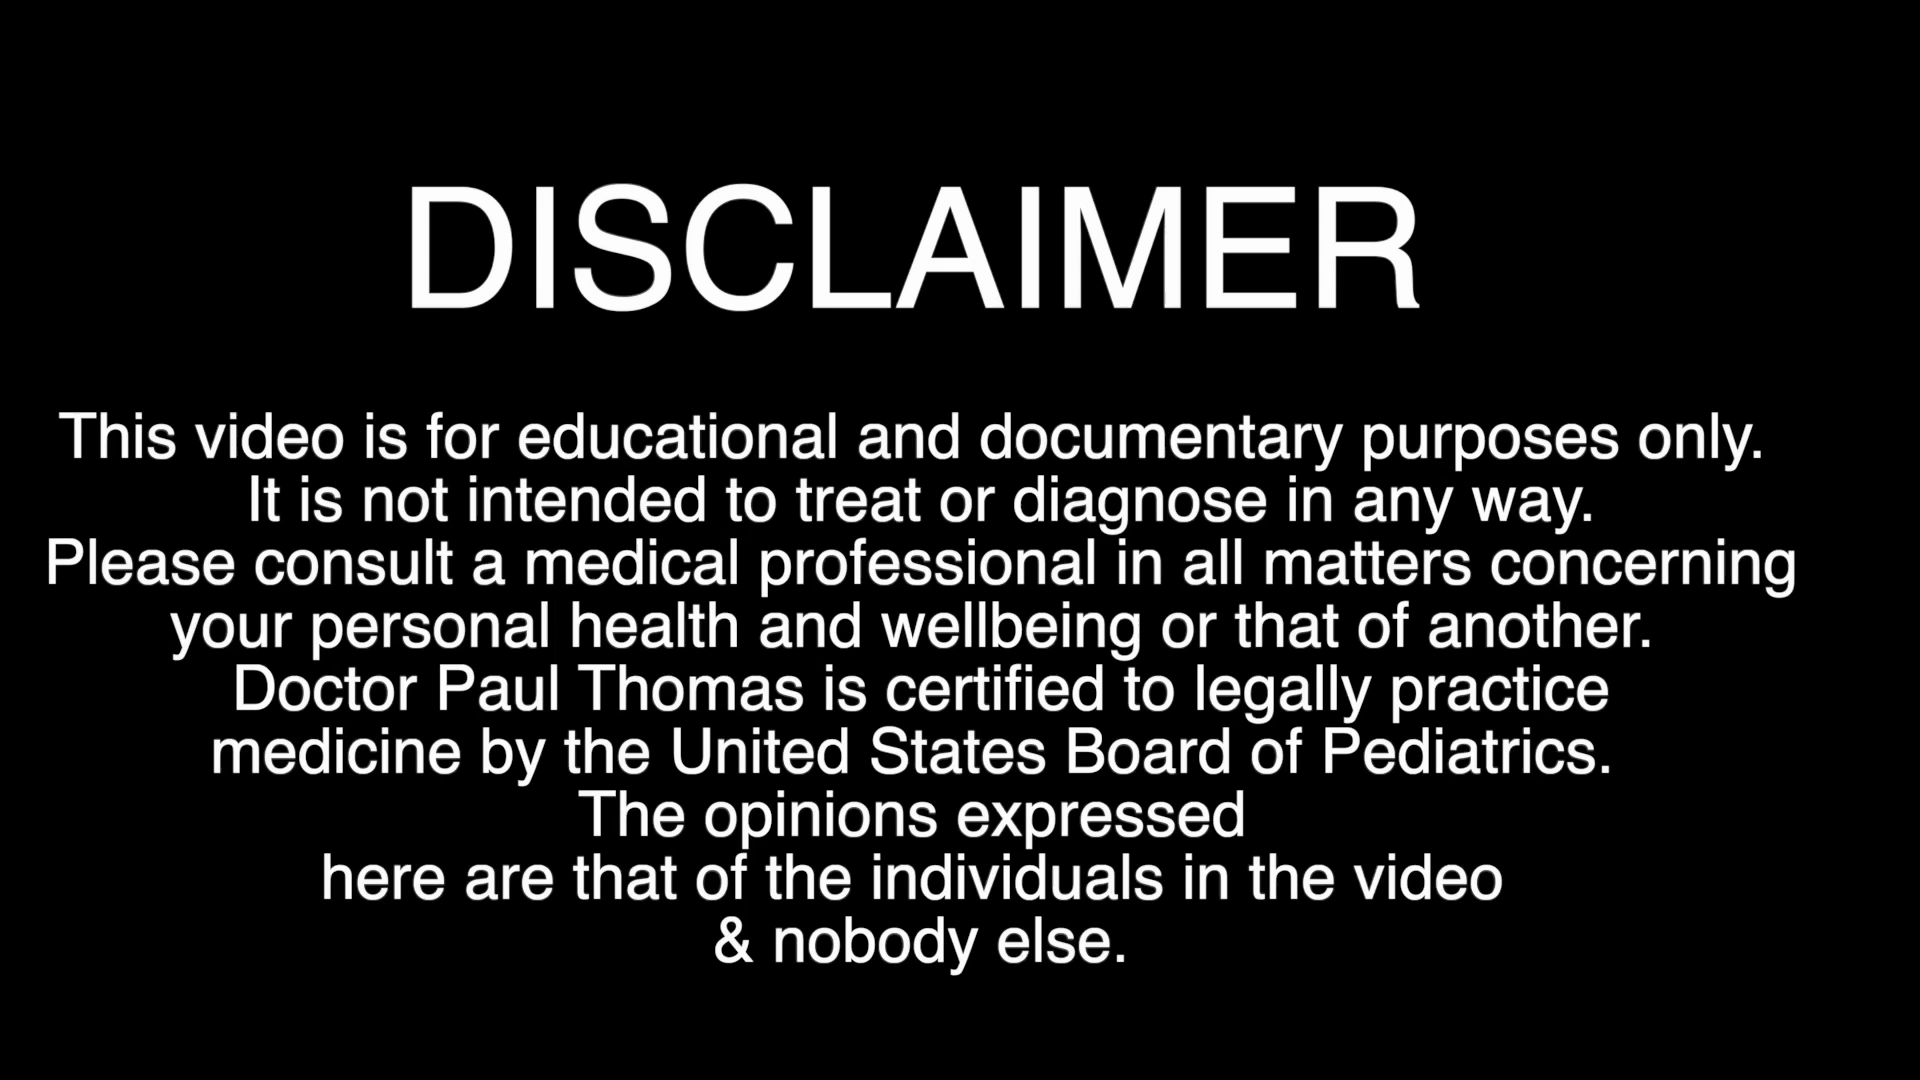 DISCLAIMER
This video is for educational and documentary purposes only.
It is not intended to treat or diagnose in any way.
Please consult a medical professional in all matters concerning
your personal health and wellbeing or that of another.
Doctor Paul Thomas is certified to legally practice
medicine by the United States Board of Pediatrics.
The opinions expressed
here are that of the individuals in the video
& nobody else.